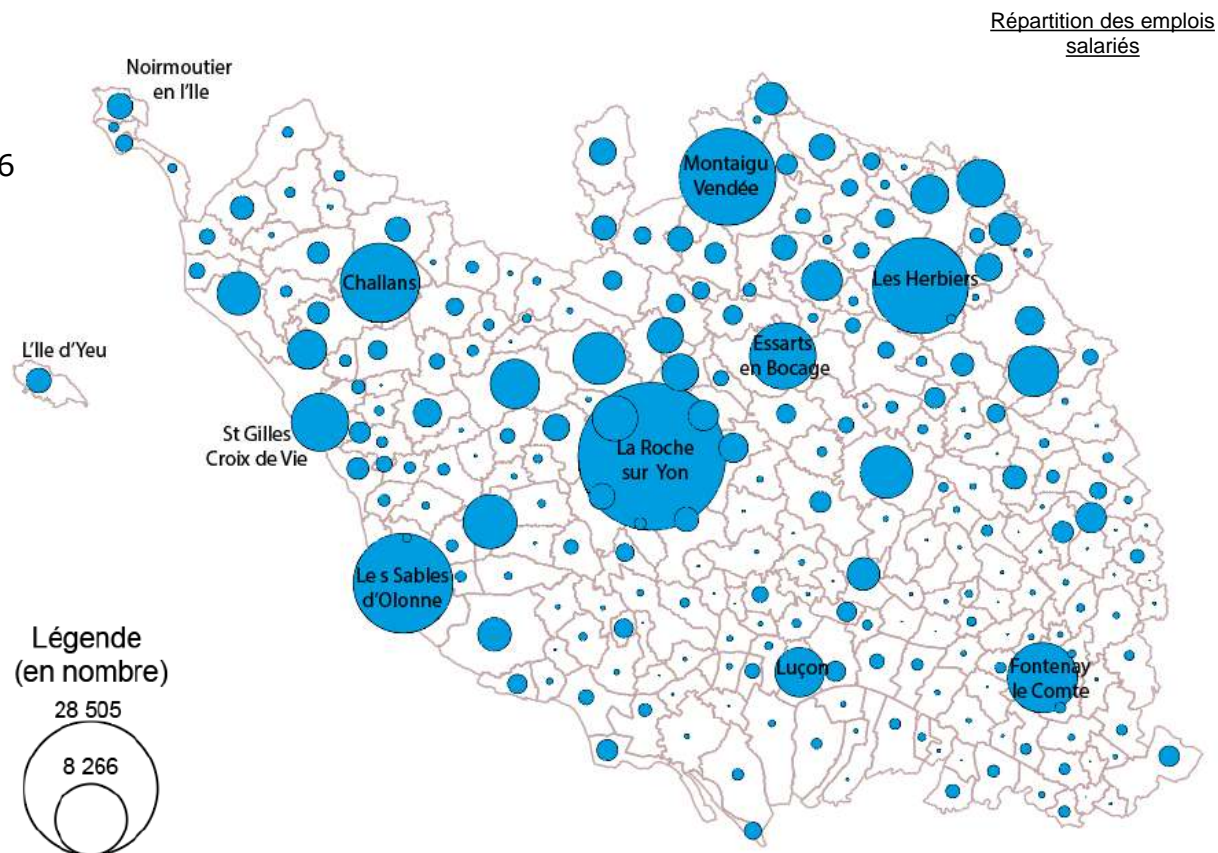 Répartition des emplois
salariés
Noirmoutier
en l'Ile
6
Montaigu
Vendée
Challans
Les Herbiers
L'Ile d'Yeu
Essarts
en Bocage
St Gilles
Croix de Vie
La Roche
sur Yon
Le s Sables
d'Olonne
Luçon
Fontenay
le Comte
Légende
(en nombre)
28 505
8 266